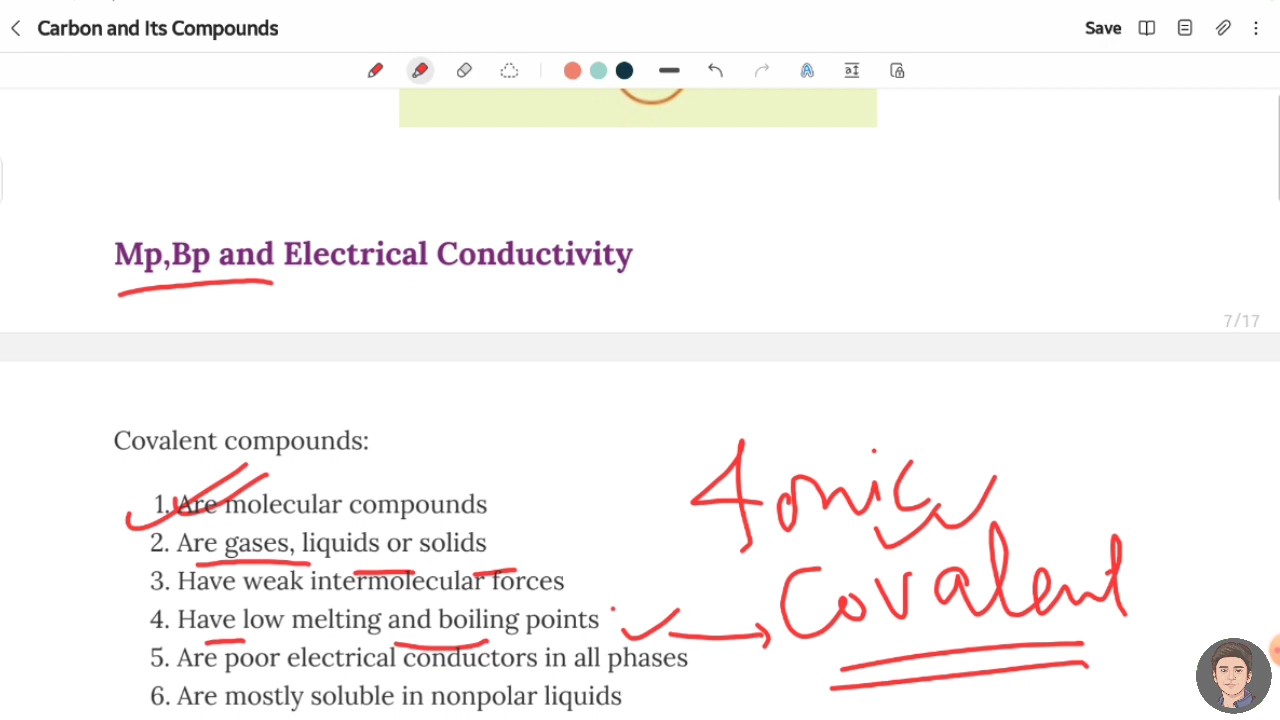 Carbon and Its Compounds
Save
Mp,Bp and Electrical Conductivity
7/17
Covalent compounds:
1. Are molecular compounds
2. Are gases, liquids or solids
3. Have weak intermolecular forces
4. Have low melting and boiling points
5. Are poor electrical conductors in all phases
6. Are mostly soluble in nonpolar liquids
Ionic
Covalent